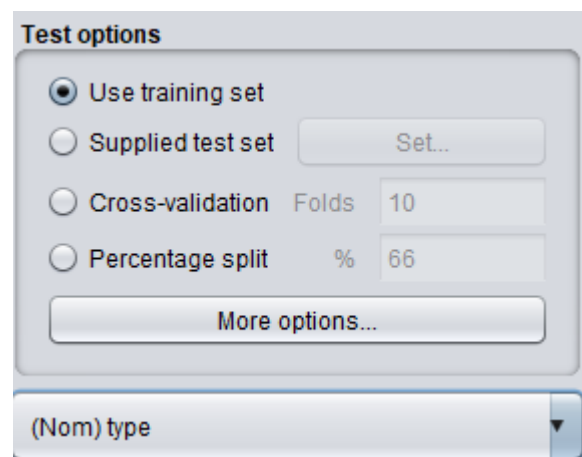 Test options
Use training set
Supplied test set Set...
Cross-validation Folds 10
Percentage split % 66
More options...
(Nom) type